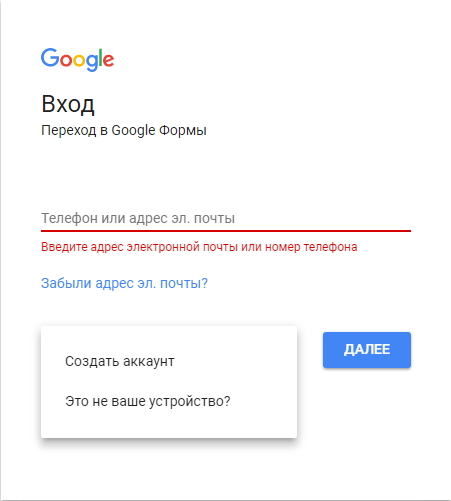 Google
Вход
Переход в Google Формы
Телефон или адрес эл. почты
Введите адрес электронной почты или номер телефона
Забыли адрес эл. почты?
Создать аккаунт
ДАЛЕЕ
Это не ваше устройство?